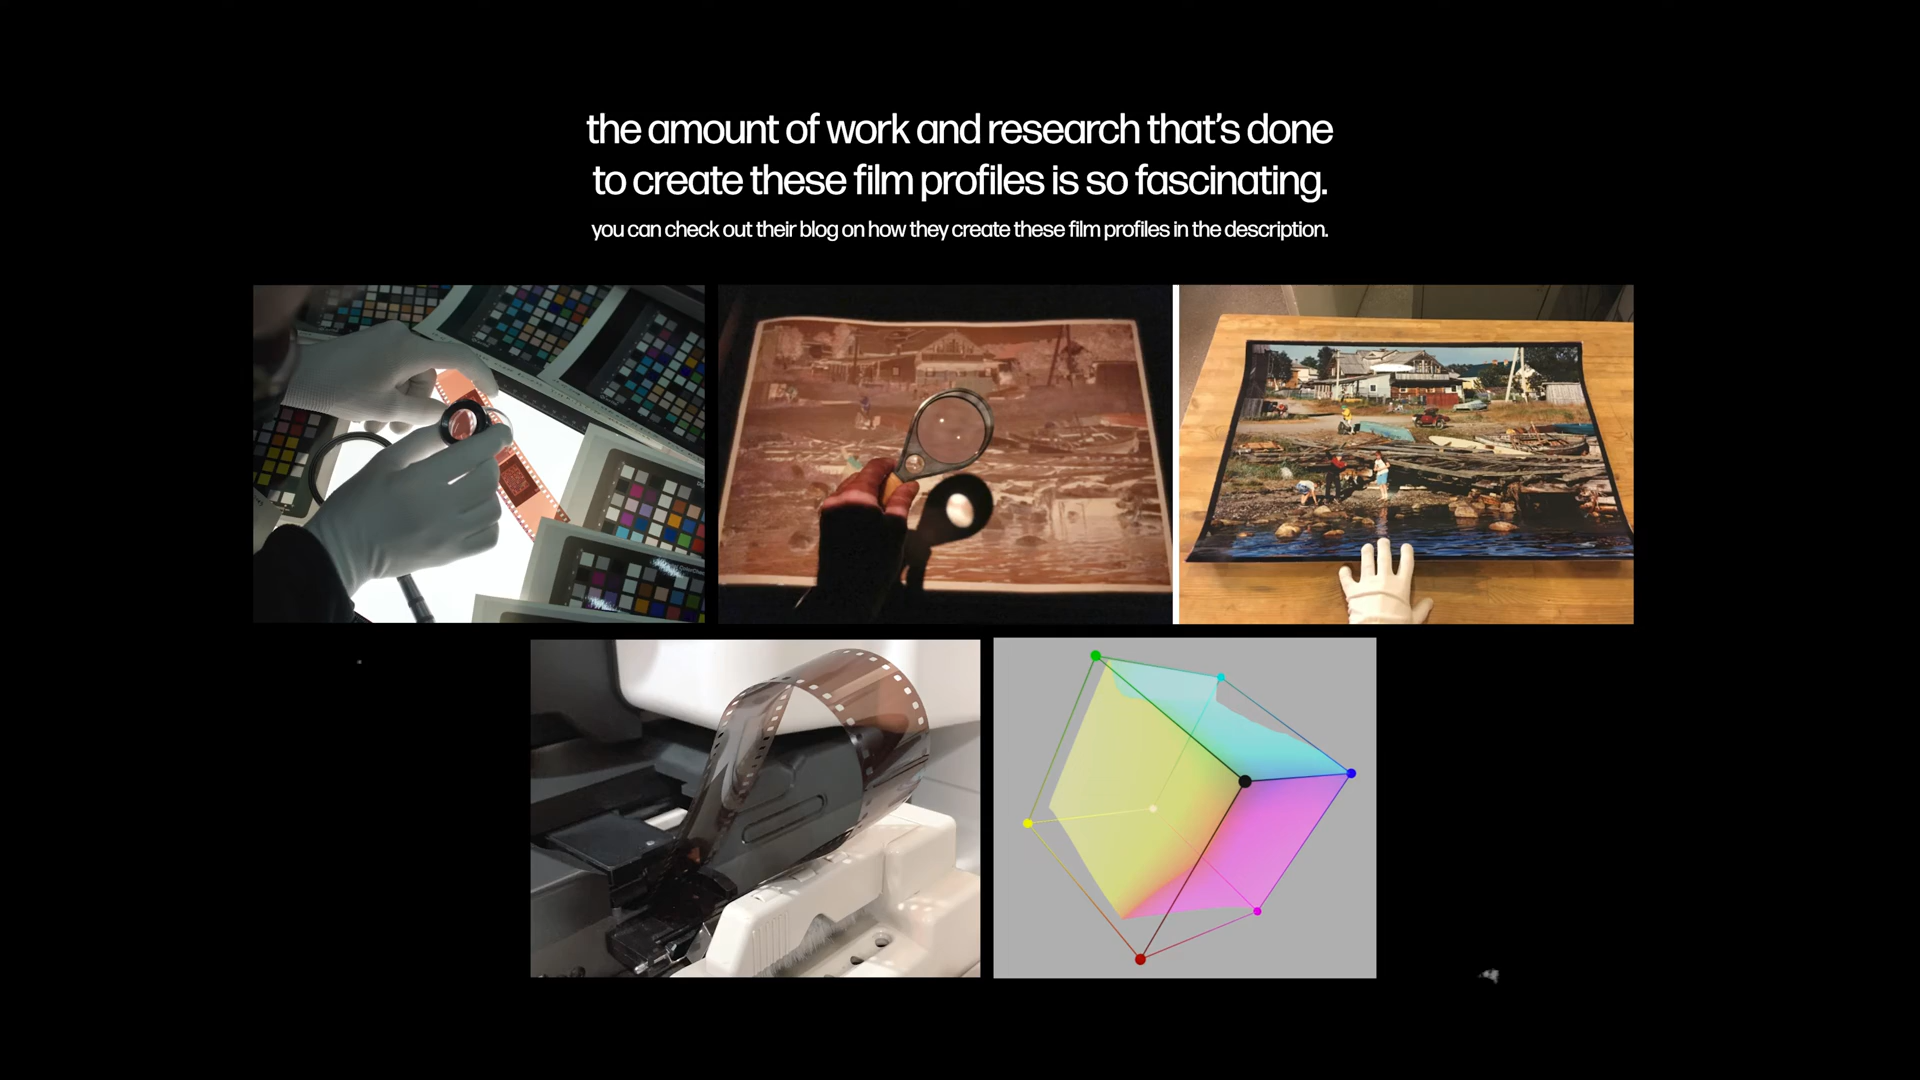 the amount of work and research that's done
to create these film profiles is so fascinating.
you can check out their blog on how they create these film profiles in the description.